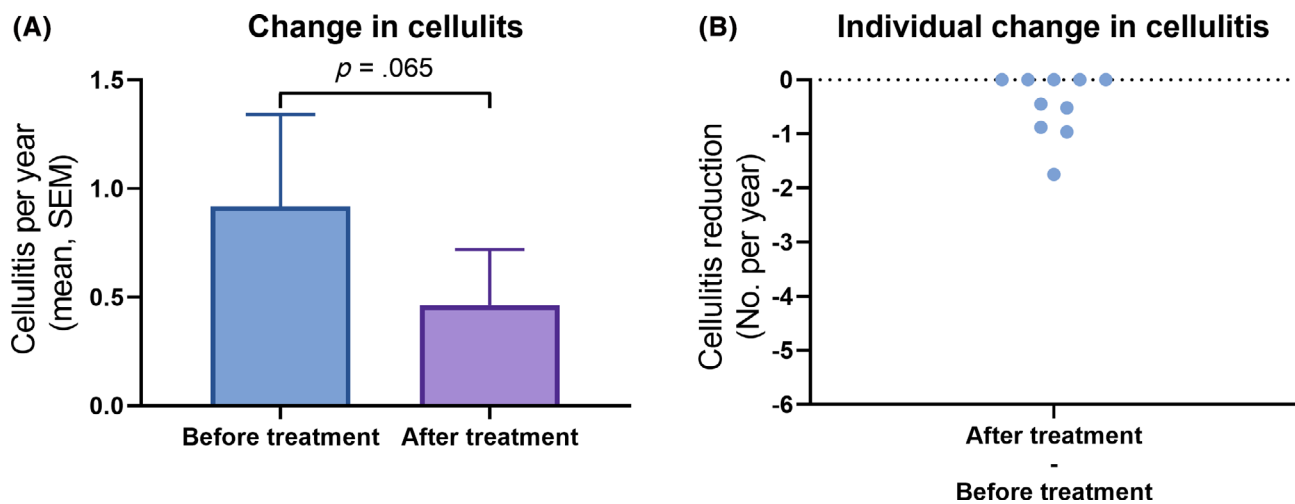 (A)
Change in cellulits
p = .065
Cellulitis per year
(mean, SEM)
1.5
1.0
0.5
0.0
Before treatment
After treatment
(B)
Individual change in cellulitis
Cellulitis reduction
(No. per year)
0
-1
-2
-3
-4
-5
-6
After treatment
-
Before treatment